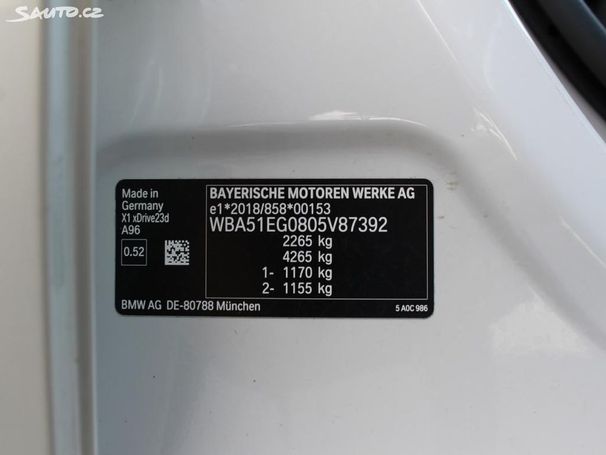 SAUTO.CZ
Made in
Germany
X1 xDrive23d
A96
0.52
BAYERISCHE MOTOREN WERKE AG
e1*2018/858*00153
WBA51EG0805V87392
2265 kg
4265 kg
1- 1170 kg
2- 1155 kg
BMW AG DE-80788 München
5 A0C 986